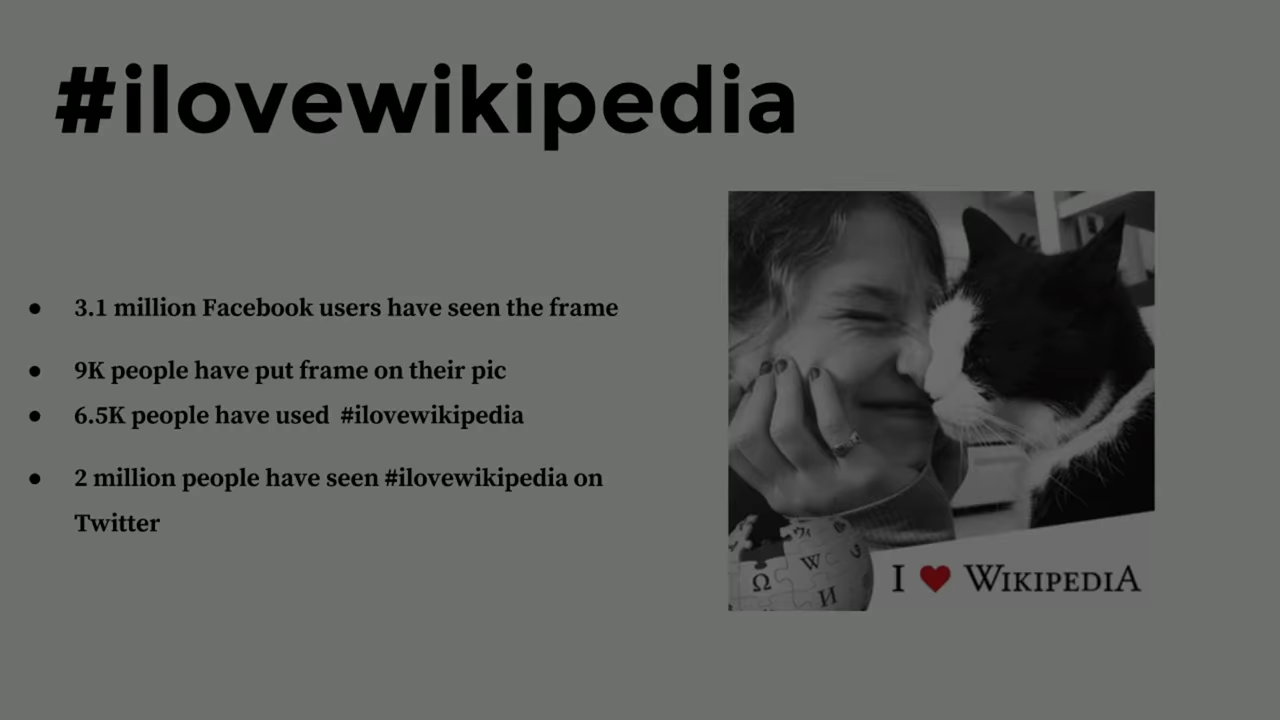 #ilovewikipedia
● 3.1 million Facebook users have seen the frame
● 9K people have put frame on their pic
● 6.5K people have used #ilovewikipedia
● 2 million people have seen #ilovewikipedia on
Twitter
Ω W И
I ❤ WIKIPEDIA